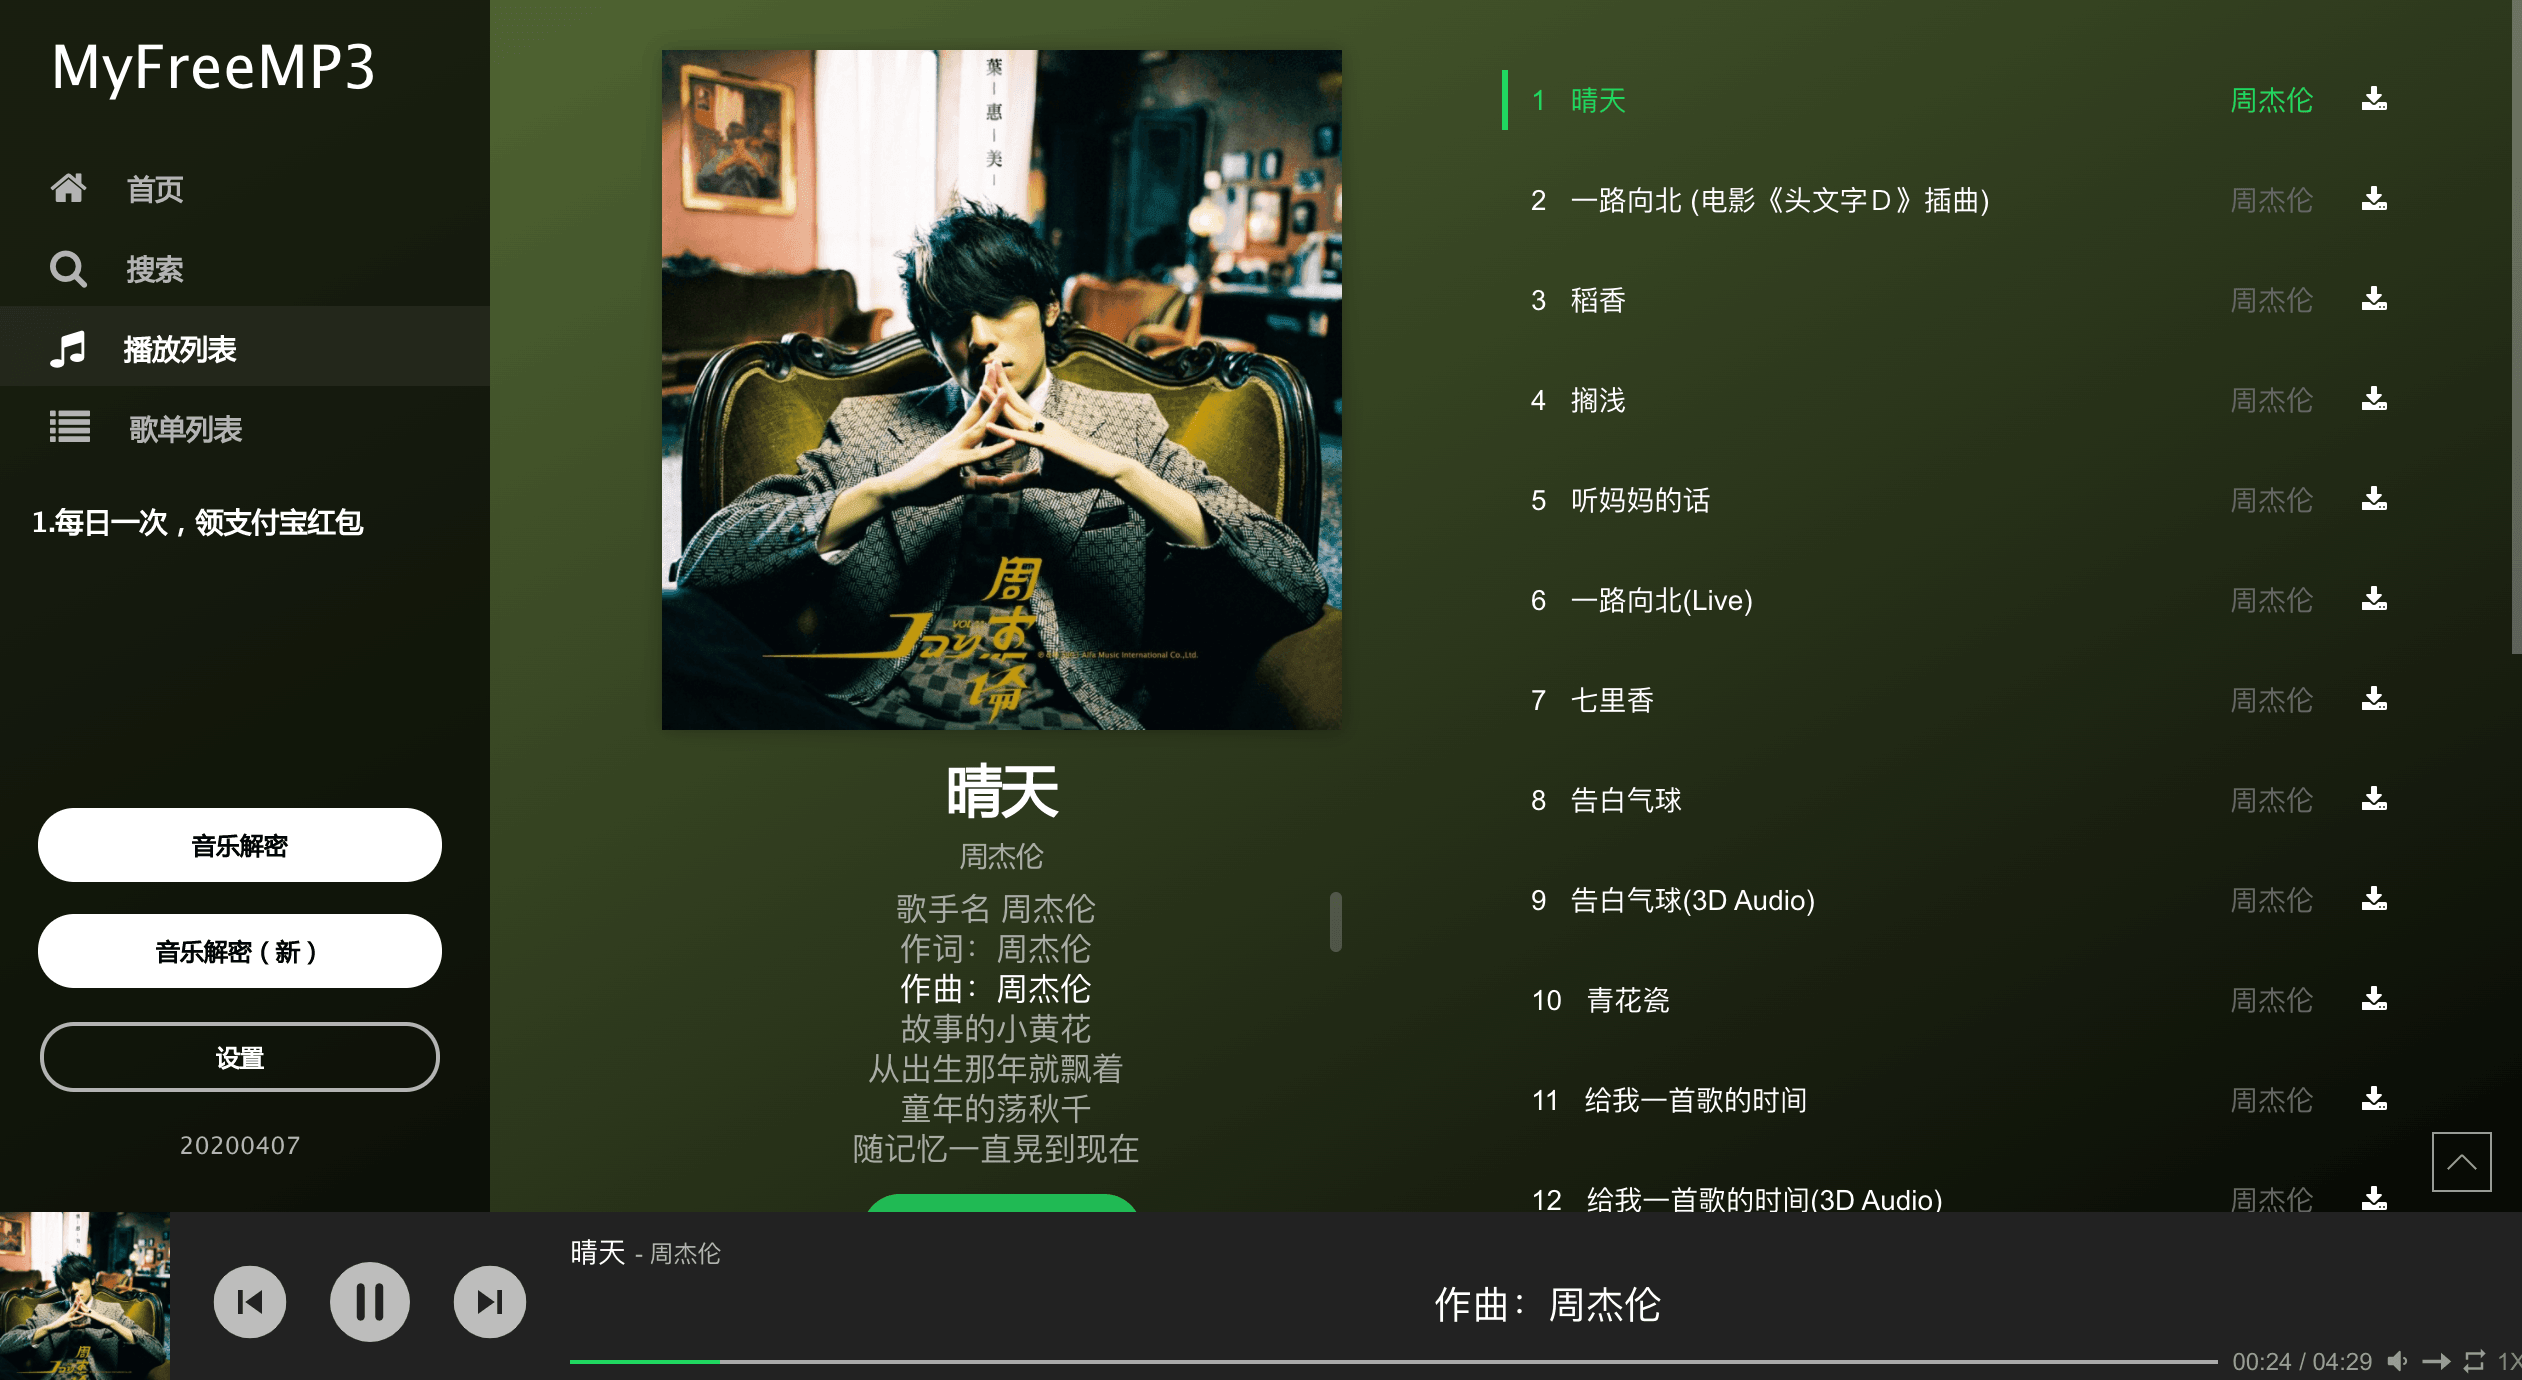 MyFreeMP3
首页
搜索
播放列表
歌单列表
1.每日一次，领支付宝红包
音乐解密
音乐解密（新）
设置
20200407
葉
惠
美
周杰倫
Jay
Alfa Music International Co.,Ltd.
晴天
周杰伦
歌手名 周杰伦
作词：周杰伦
作曲：周杰伦
故事的小黄花
从出生那年就飘着
童年的荡秋千
随记忆一直晃到现在
1 晴天 周杰伦
2 一路向北 (电影《头文字Ｄ》插曲) 周杰伦
3 稻香 周杰伦
4 搁浅 周杰伦
5 听妈妈的话 周杰伦
6 一路向北(Live) 周杰伦
7 七里香 周杰伦
8 告白气球 周杰伦
9 告白气球(3D Audio) 周杰伦
10 青花瓷 周杰伦
11 给我一首歌的时间 周杰伦
12 给我一首歌的时间(3D Audio) 周杰伦
晴天 - 周杰伦
作曲：周杰伦
00:24 / 04:29 1X